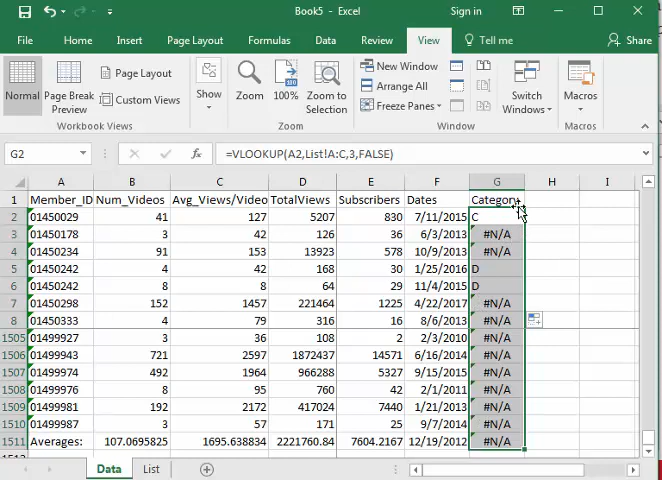 Book5 - Excel
Sign in
File Home Insert Page Layout Formulas Data Review View Tell me Share
Normal
Page Break Preview
Page Layout
Custom Views
Workbook Views
Show
Zoom
100%
Zoom to Selection
Zoom
New Window
Arrange All
Freeze Panes
Switch Windows
Window
Macros
Macros
G2 fx =VLOOKUP(A2,List!A:C,3,FALSE)
A B C D E F G H I
1 Member_ID Num_Videos Avg_Views/Video TotalViews Subscribers Dates Category
2 01450029 41 127 5207 830 7/11/2015 C
3 01450178 3 42 126 36 6/3/2013 #N/A
4 01450234 91 153 13923 578 10/9/2013 #N/A
5 01450242 4 42 168 30 1/25/2016 D
6 01450242 8 8 64 29 11/4/2015 D
7 01450298 152 1457 221464 1225 4/22/2017 #N/A
8 01450333 4 79 316 16 8/6/2013 #N/A
1505 01499927 3 36 108 2 2/3/2010 #N/A
1506 01499943 721 2597 1872437 14571 6/16/2014 #N/A
1507 01499974 492 1964 966288 5327 9/15/2015 #N/A
1508 01499976 8 95 760 42 2/1/2011 #N/A
1509 01499981 192 2172 417024 7440 1/21/2013 #N/A
1510 01499987 3 57 171 25 9/7/2014 #N/A
1511 Averages: 107.0695825 1695.638834 2221760.84 7604.2167 12/19/2012 #N/A
Data List